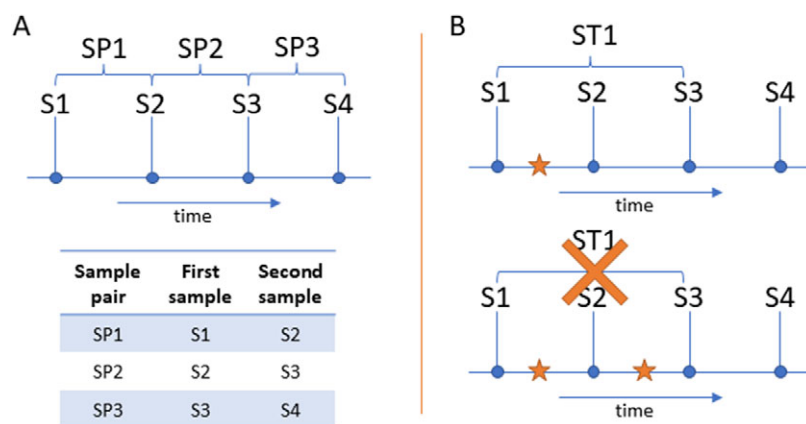 A
SP1 SP2 SP3
S1 S2 S3 S4
time
Sample pair First sample Second sample
SP1 S1 S2
SP2 S2 S3
SP3 S3 S4
B
ST1
S1 S2 S3 S4
time
ST1
S1 S2 S3 S4
time